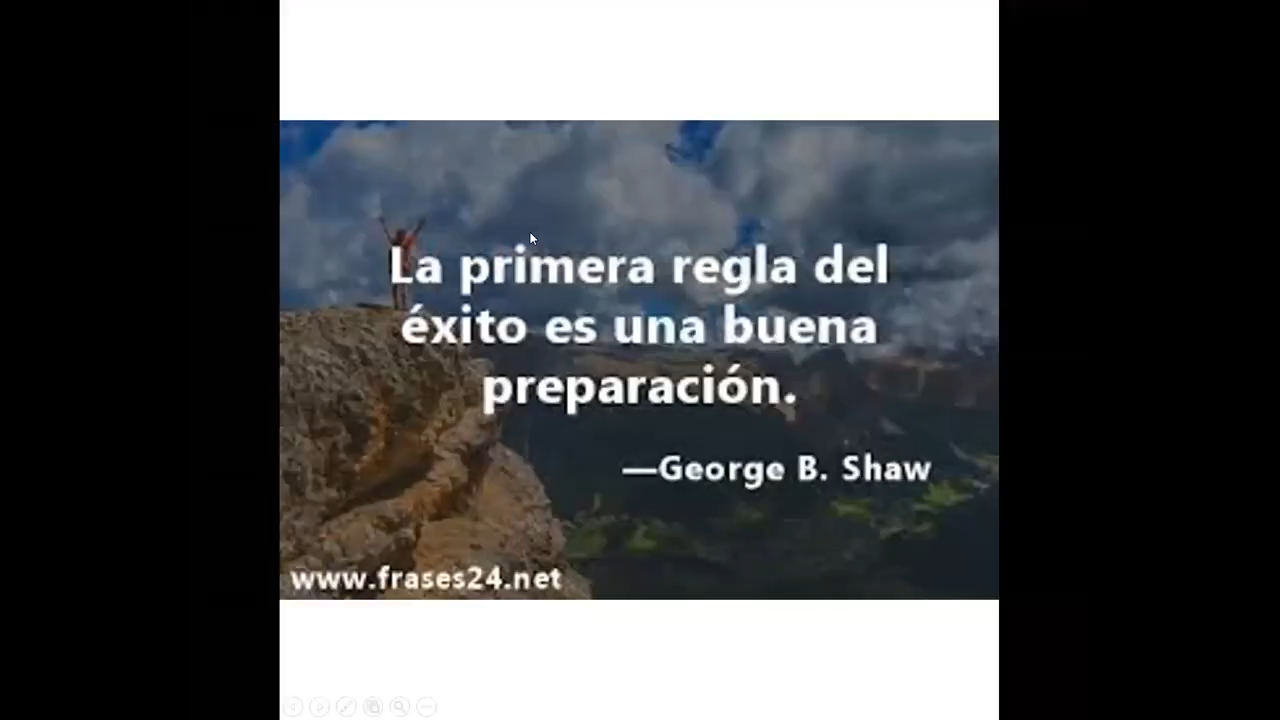 La primera regla del
éxito es una buena
preparación.
—George B. Shaw
www.frases24.net